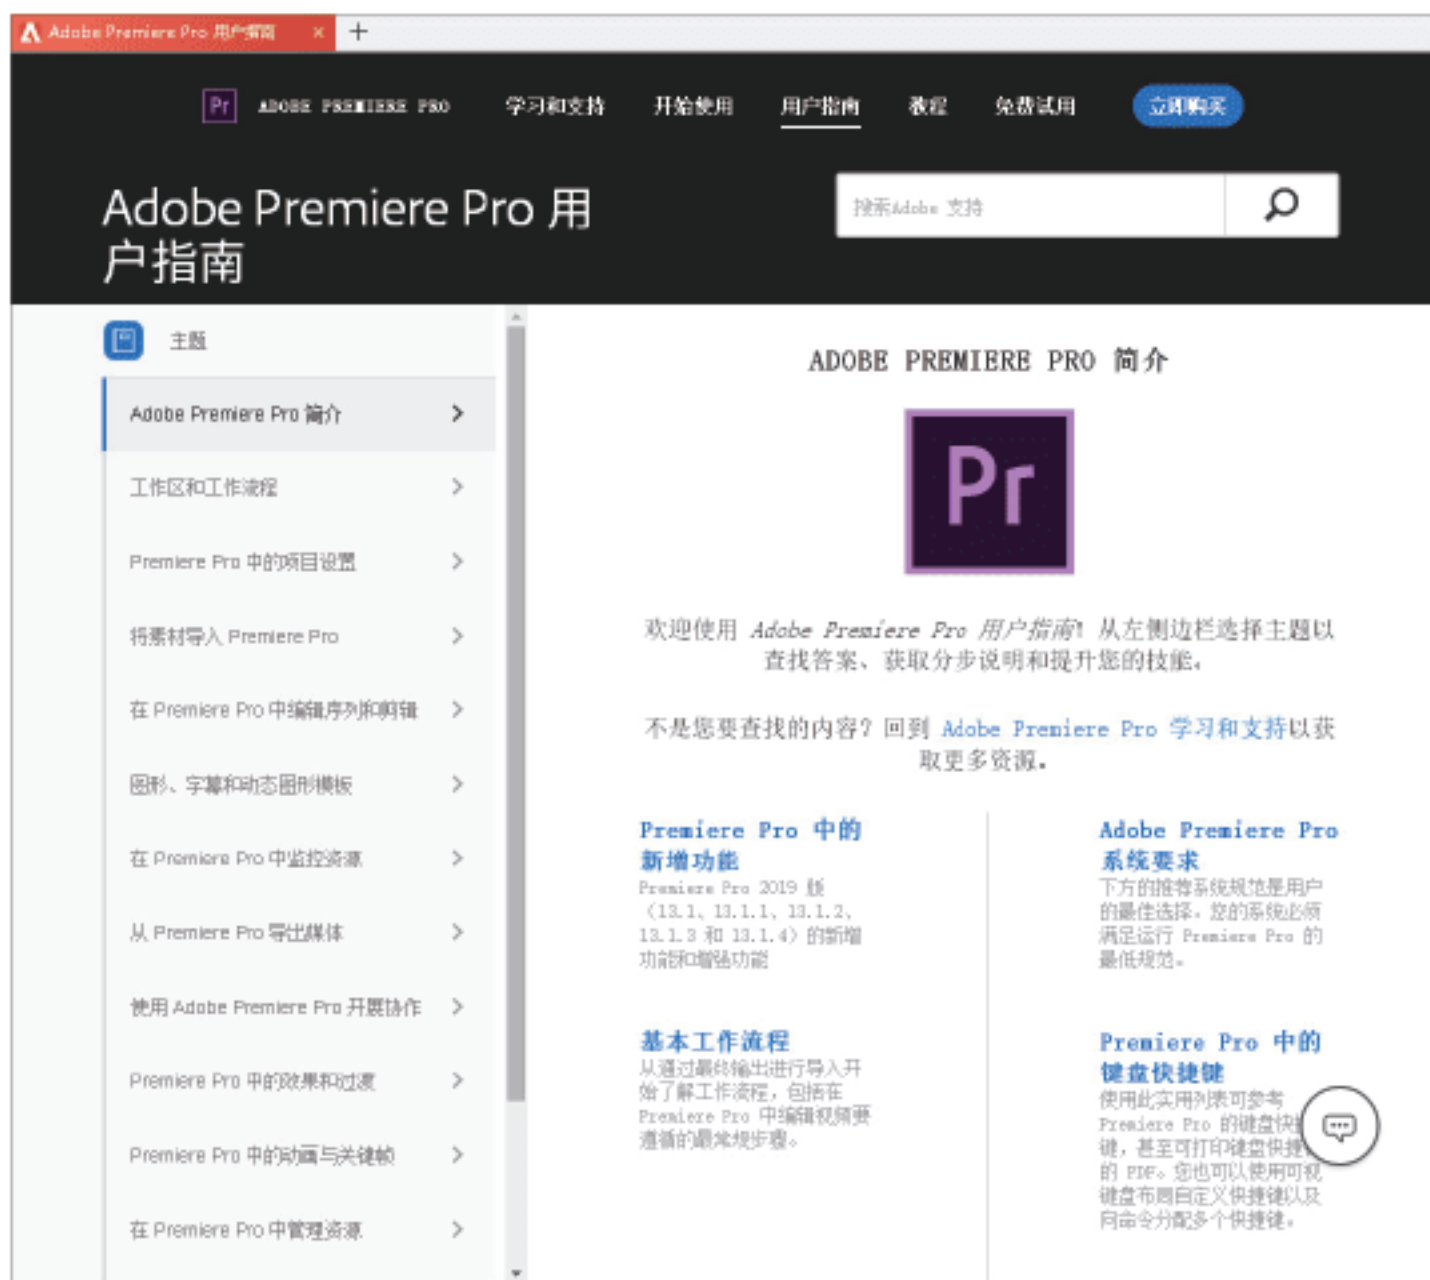 Adobe Premiere Pro 用户指南 ×
+
Pr ADOBE PREMIERE PRO 学习和支持 开始使用 用户指南 教程 免费试用 立即购买
Adobe Premiere Pro 用
户指南
搜索Adobe 支持
主题
Adobe Premiere Pro 简介
工作区和工作流程
Premiere Pro 中的项目设置
将素材导入 Premiere Pro
在 Premiere Pro 中编辑序列和剪辑
图形、字幕和动态图形模板
在 Premiere Pro 中监控资源
从 Premiere Pro 导出媒体
使用 Adobe Premiere Pro 开展协作
Premiere Pro 中的效果和过渡
Premiere Pro 中的动画与关键帧
在 Premiere Pro 中管理资源
ADOBE PREMIERE PRO 简介
Pr
欢迎使用 Adobe Premiere Pro 用户指南! 从左侧边栏选择主题以
查找答案、获取分步说明和提升您的技能。
不是您要查找的内容? 回到 Adobe Premiere Pro 学习和支持以获
取更多资源。
Premiere Pro 中的
新增功能
Premiere Pro 2019 版
（13.1、13.1.1、13.1.2、
13.1.3 和 13.1.4）的新增
功能和增强功能
Adobe Premiere Pro
系统要求
下方的推荐系统规范是用户
的最佳选择。您的系统必须
满足运行 Premiere Pro 的
最低规范。
基本工作流程
从通过最终输出进行导入开
始了解工作流程，包括在
Premiere Pro 中编辑视频要
遵循的最常规步骤。
Premiere Pro 中的
键盘快捷键
使用此实用列表可参考
Premiere Pro 的键盘快捷
键，甚至可打印键盘快捷键
的 PDF。您也可以使用可视
键盘布局自定义快捷键以及
向命令分配多个快捷键。